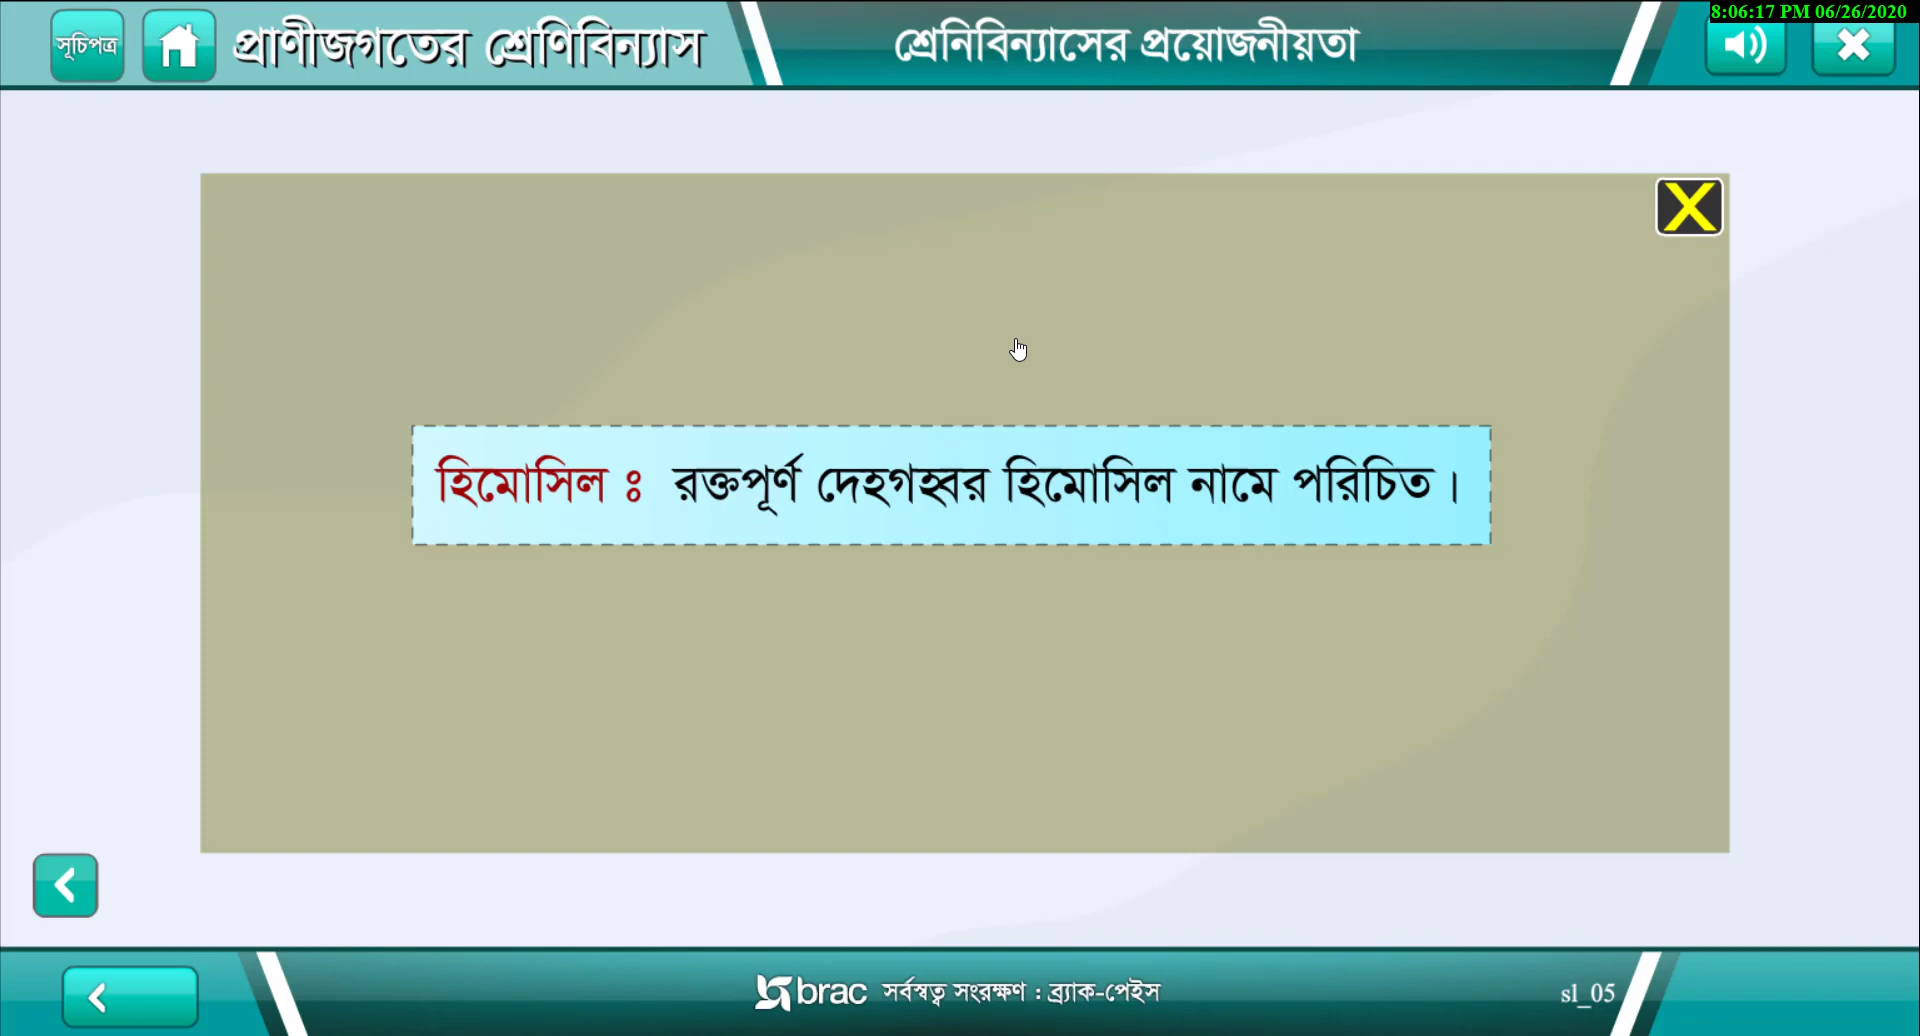 8:06:17 PM 06/26/2020
সূচিপত্র
প্রাণীজগতের শ্রেণিবিন্যাস
শ্রেনিবিন্যাসের প্রয়োজনীয়তা
X
হিমোসিল ঃ রক্তপূর্ণ দেহগহ্বর হিমোসিল নামে পরিচিত।
brac সর্বস্বত্ব সংরক্ষণ : ব্র্যাক-পেইস
sl_05